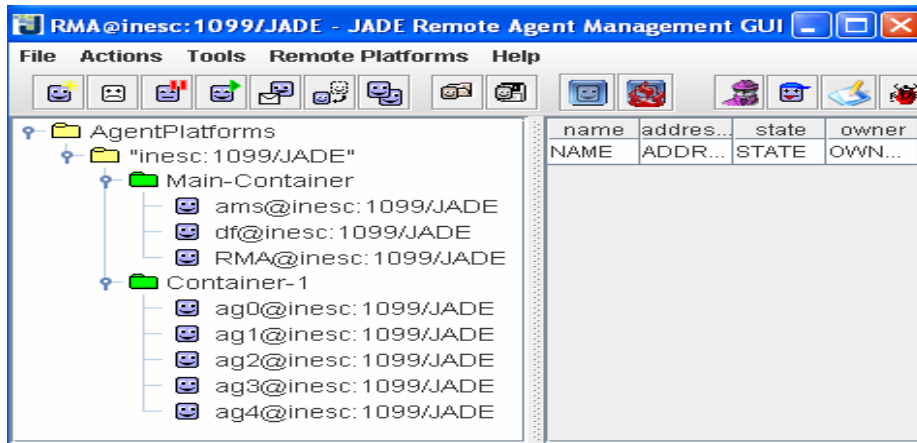 RMA@inesc:1099/JADE - JADE Remote Agent Management GUI
File Actions Tools Remote Platforms Help
AgentPlatforms
"inesc:1099/JADE"
Main-Container
ams@inesc:1099/JADE
df@inesc:1099/JADE
RMA@inesc:1099/JADE
Container-1
ag0@inesc:1099/JADE
ag1@inesc:1099/JADE
ag2@inesc:1099/JADE
ag3@inesc:1099/JADE
ag4@inesc:1099/JADE
name addres... state owner
NAME ADDR... STATE OWN...